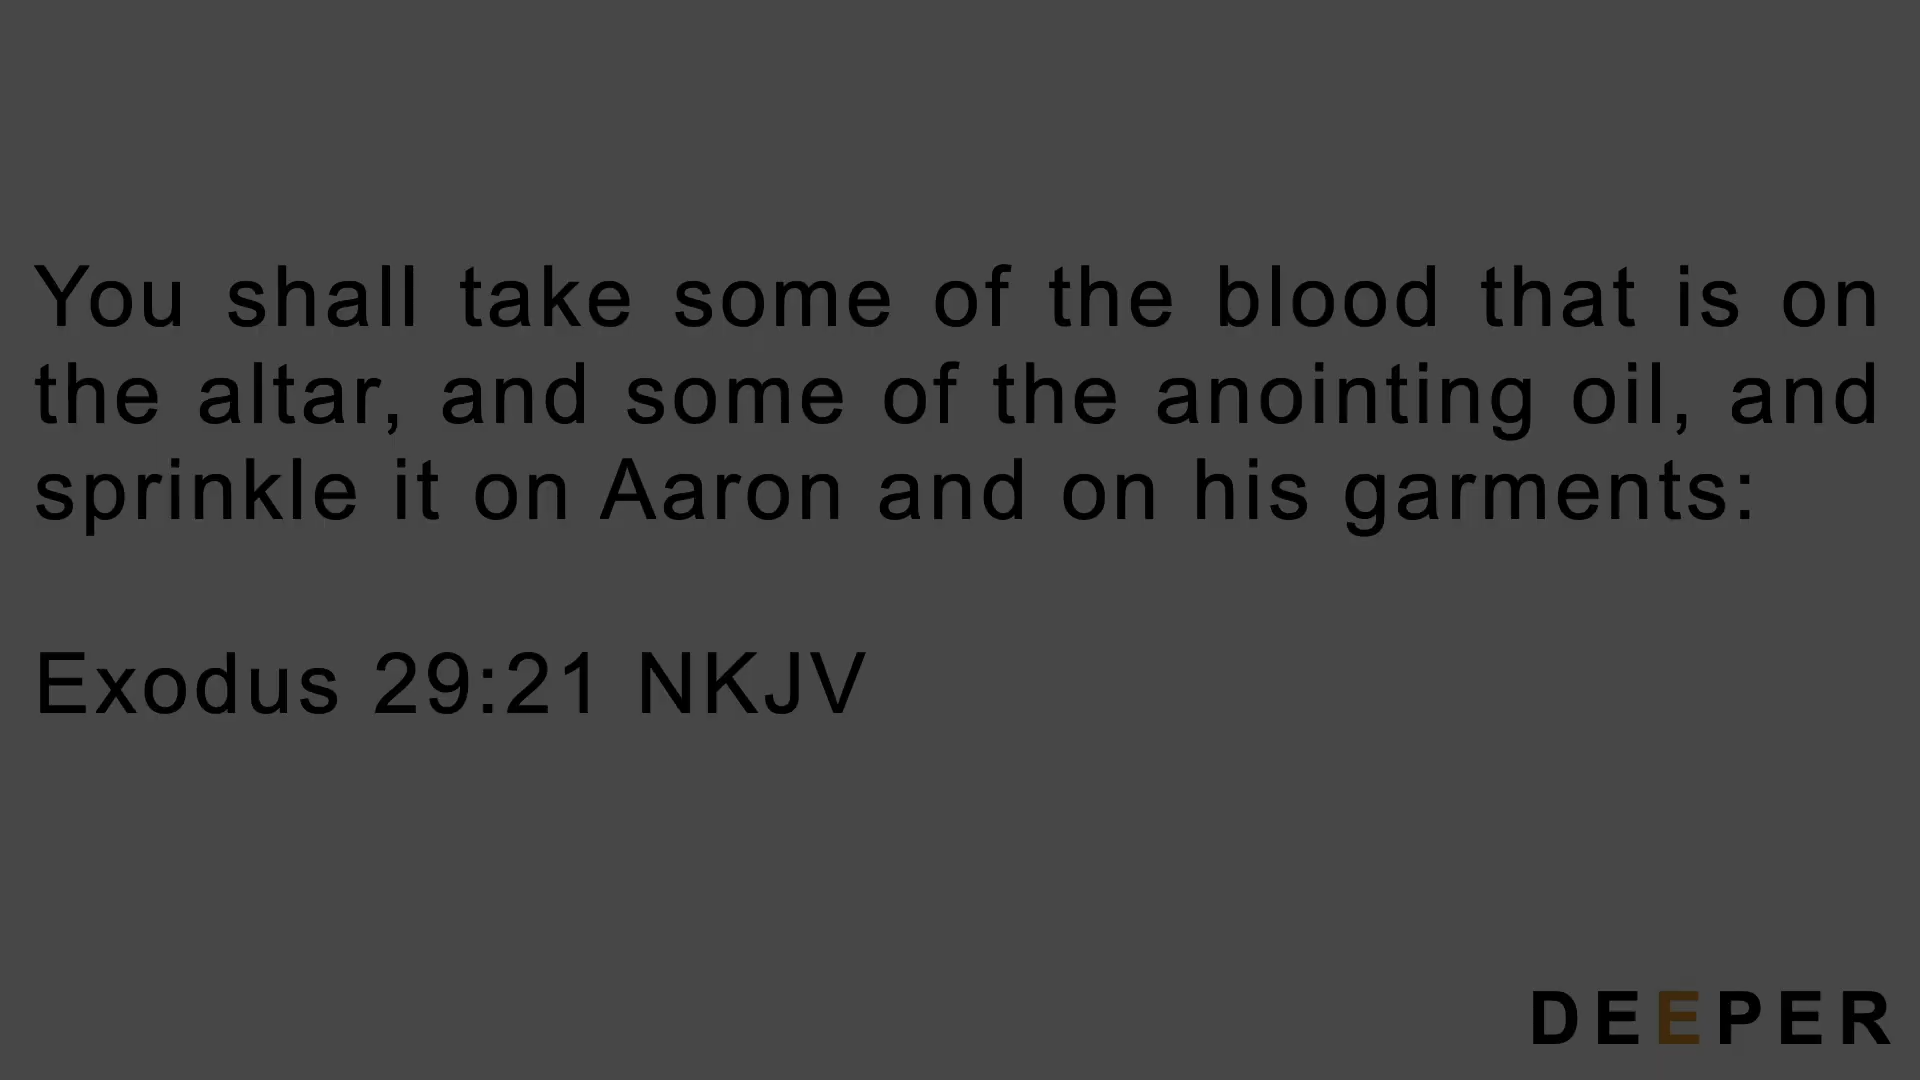 You shall take some of the blood that is on
the altar, and some of the anointing oil, and
sprinkle it on Aaron and on his garments:
Exodus 29:21 NKJV
DEEPER